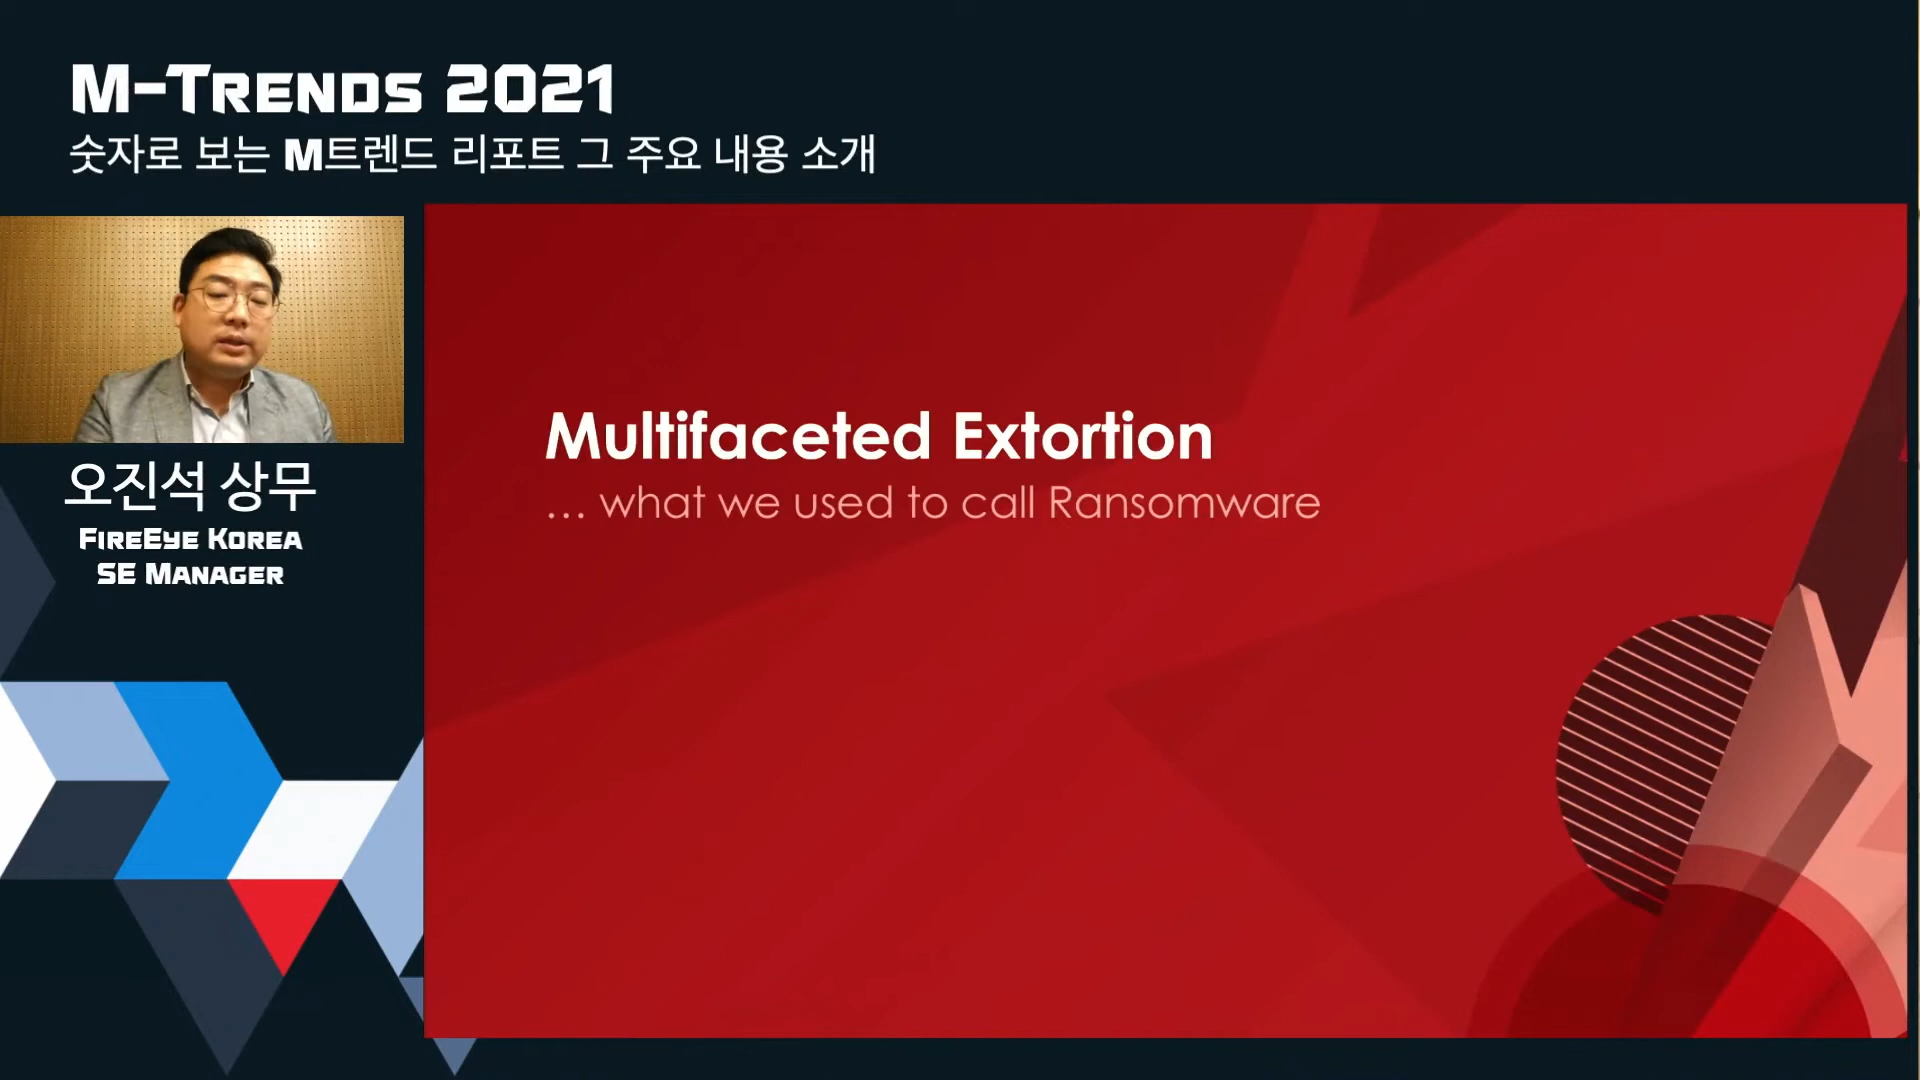 M-Trends 2021
숫자로 보는 M트렌드 리포트 그 주요 내용 소개
오진석 상무
FireEye Korea
SE Manager
Multifaceted Extortion
... what we used to call Ransomware